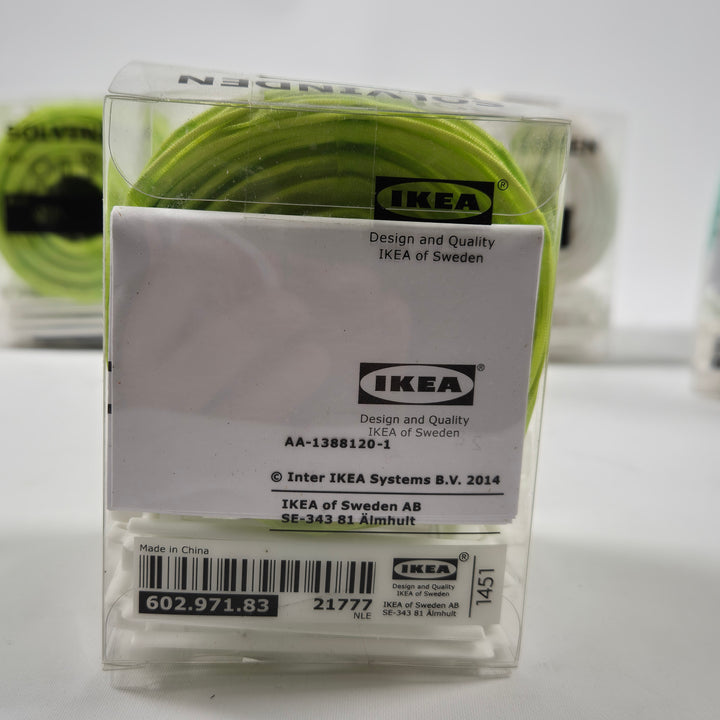 SOLVINDEN
SOLVINDEN
IKEA®
Design and Quality
IKEA of Sweden
IKEA®
Design and Quality
IKEA of Sweden
AA-1388120-1
© Inter IKEA Systems B.V. 2014
IKEA of Sweden AB
SE-343 81 Älmhult
Made in China
602.971.83
21777
NLE
IKEA®
Design and Quality
IKEA of Sweden
IKEA of Sweden AB
SE-343 81 Älmhult
1451